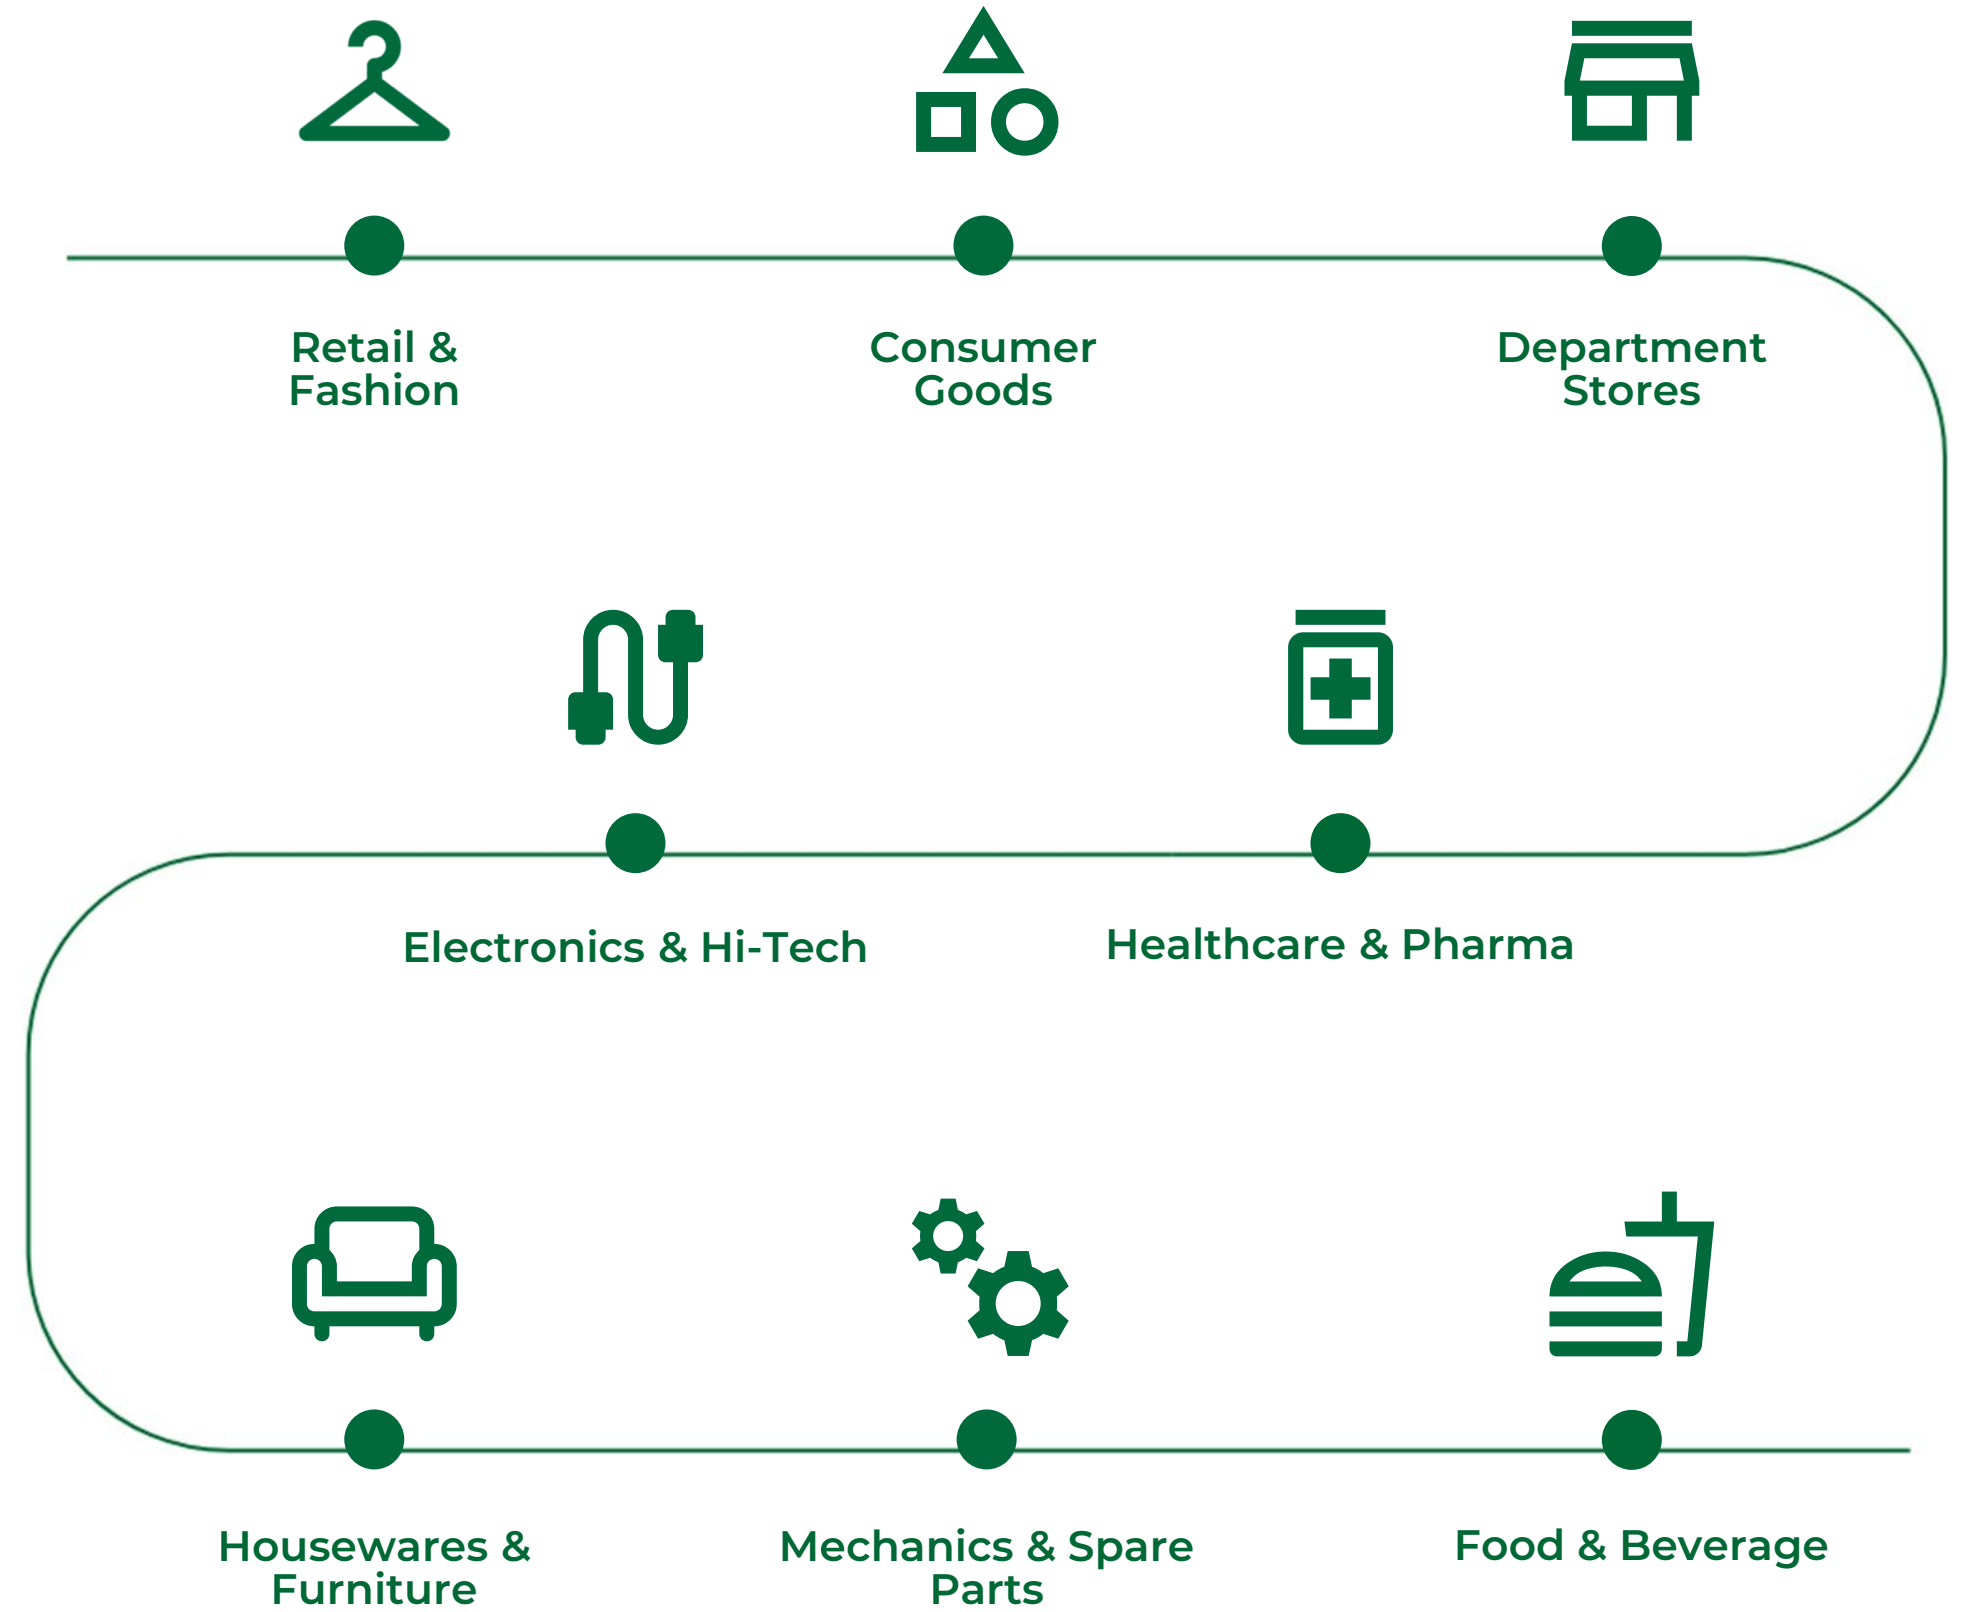 Retail &
Fashion
Consumer
Goods
Department
Stores
Electronics & Hi-Tech
Healthcare & Pharma
Housewares &
Furniture
Mechanics & Spare
Parts
Food & Beverage